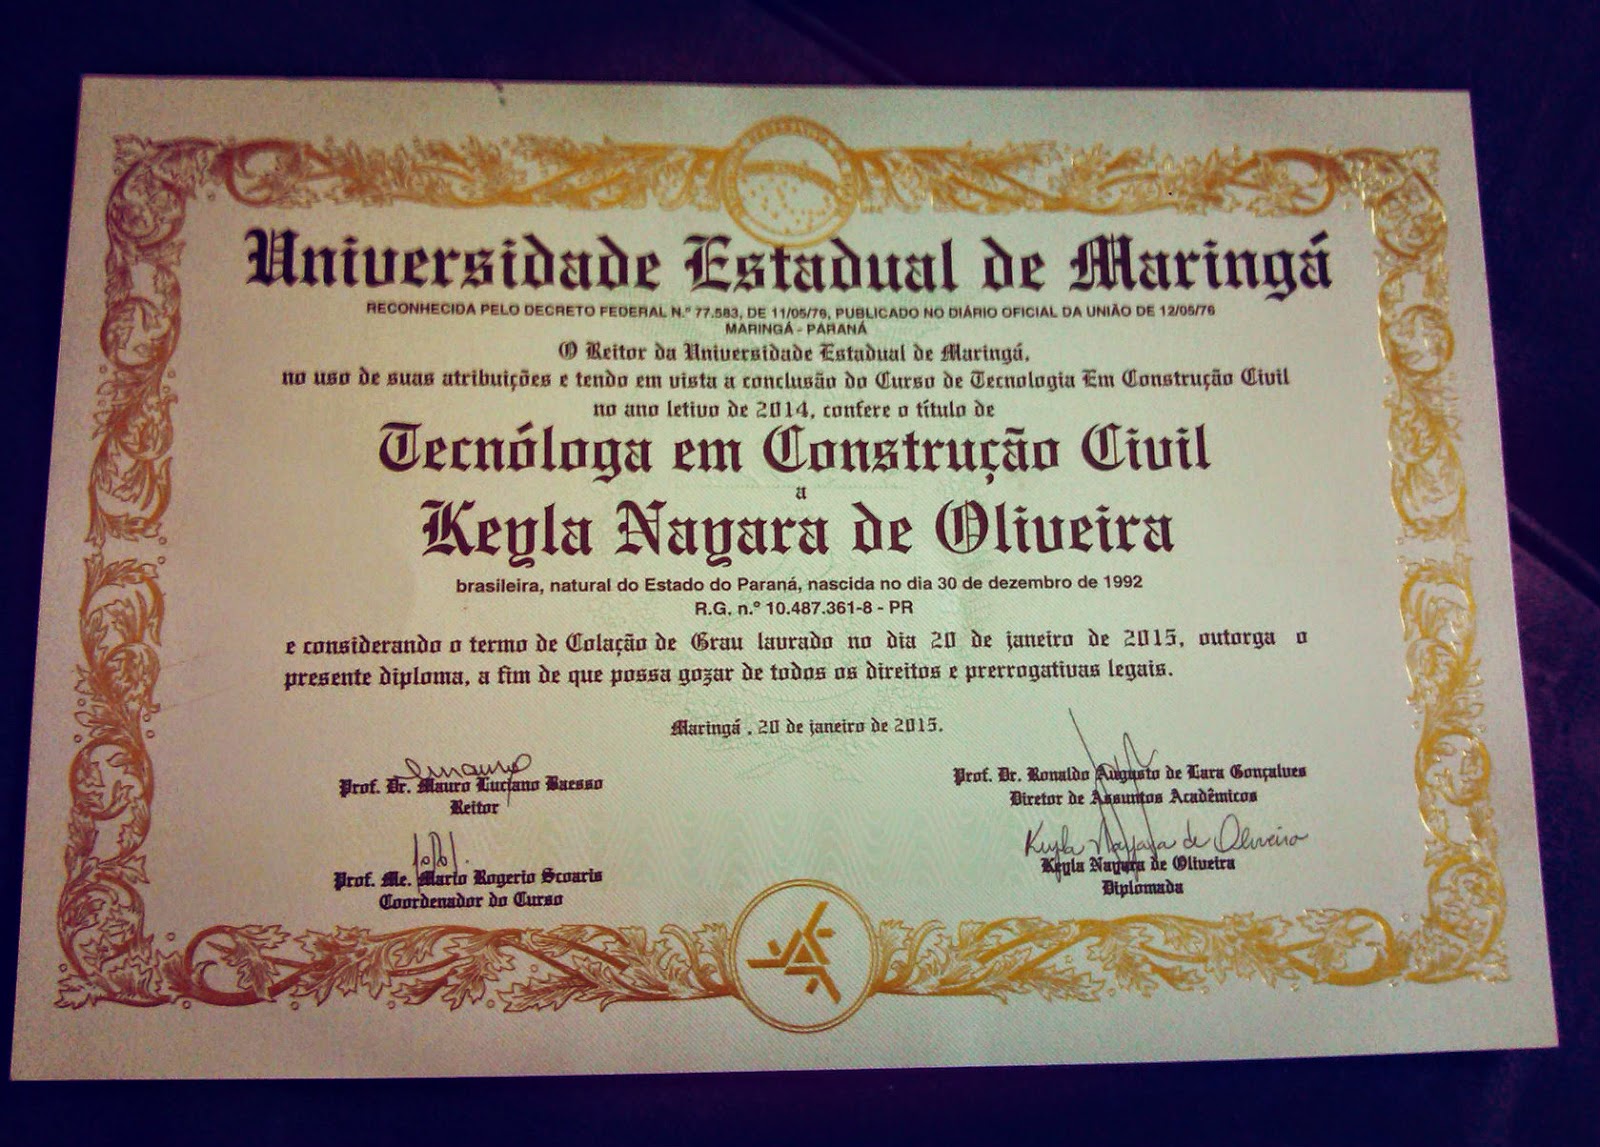 Universidade Estadual de Maringá
RECONHECIDA PELO DECRETO FEDERAL N.º 77.583, DE 11/05/76, PUBLICADO NO DIÁRIO OFICIAL DA UNIÃO DE 12/05/76
MARINGÁ - PARANÁ
O Reitor da Universidade Estadual de Maringá,
no uso de suas atribuições e tendo em vista a conclusão do Curso de Tecnologia Em Construção Civil
no ano letivo de 2014, confere o título de
Tecnóloga em Construção Civil
a
Keyla Nayara de Oliveira
brasileira, natural do Estado do Paraná, nascida no dia 30 de dezembro de 1992
R.G. n.º 10.487.361-8 - PR
e considerando o termo de Colação de Grau lavrado no dia 20 de janeiro de 2015, outorga o
presente diploma, a fim de que possa gozar de todos os direitos e prerrogativas legais.
Maringá , 20 de janeiro de 2015.
Prof. Dr. Mauro Luciano Baesso
Reitor
Prof. Dr. Ronaldo Augusto de Lara Gonçalves
Diretor de Assuntos Acadêmicos
Prof. Me. Mario Rogerio Scoaris
Coordenador do Curso
Keyla Nayara de Oliveira
Keyla Nayara de Oliveira
Diplomada